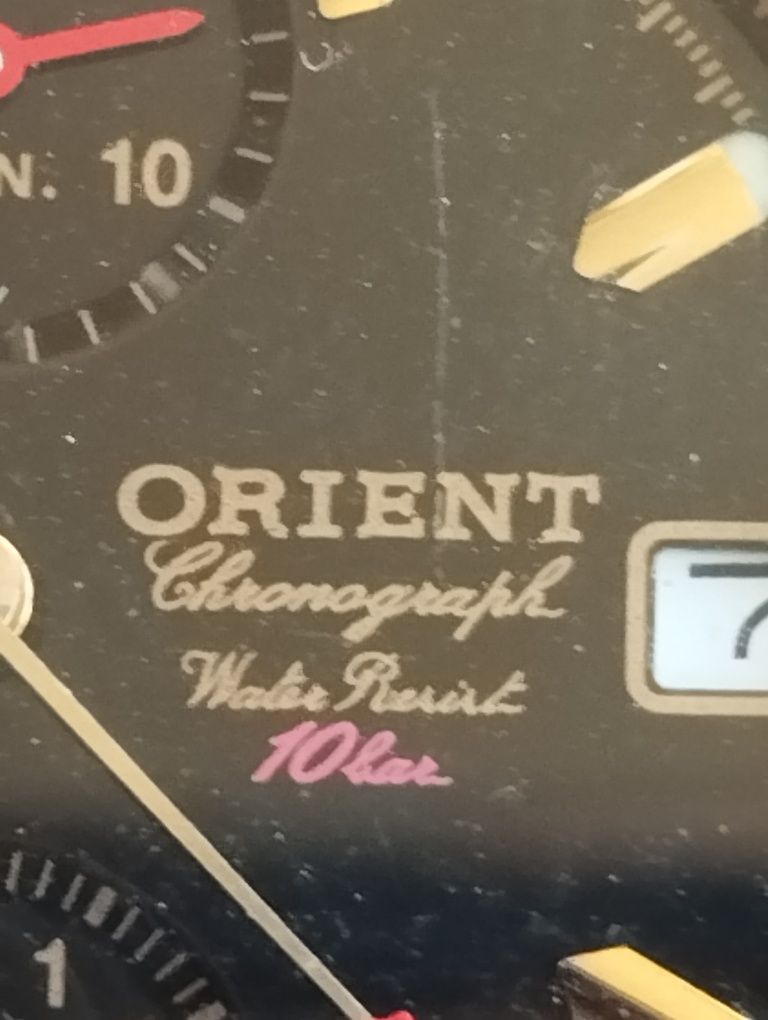 10
ORIENT
Chronograph
7
Water Resist
10bar
1